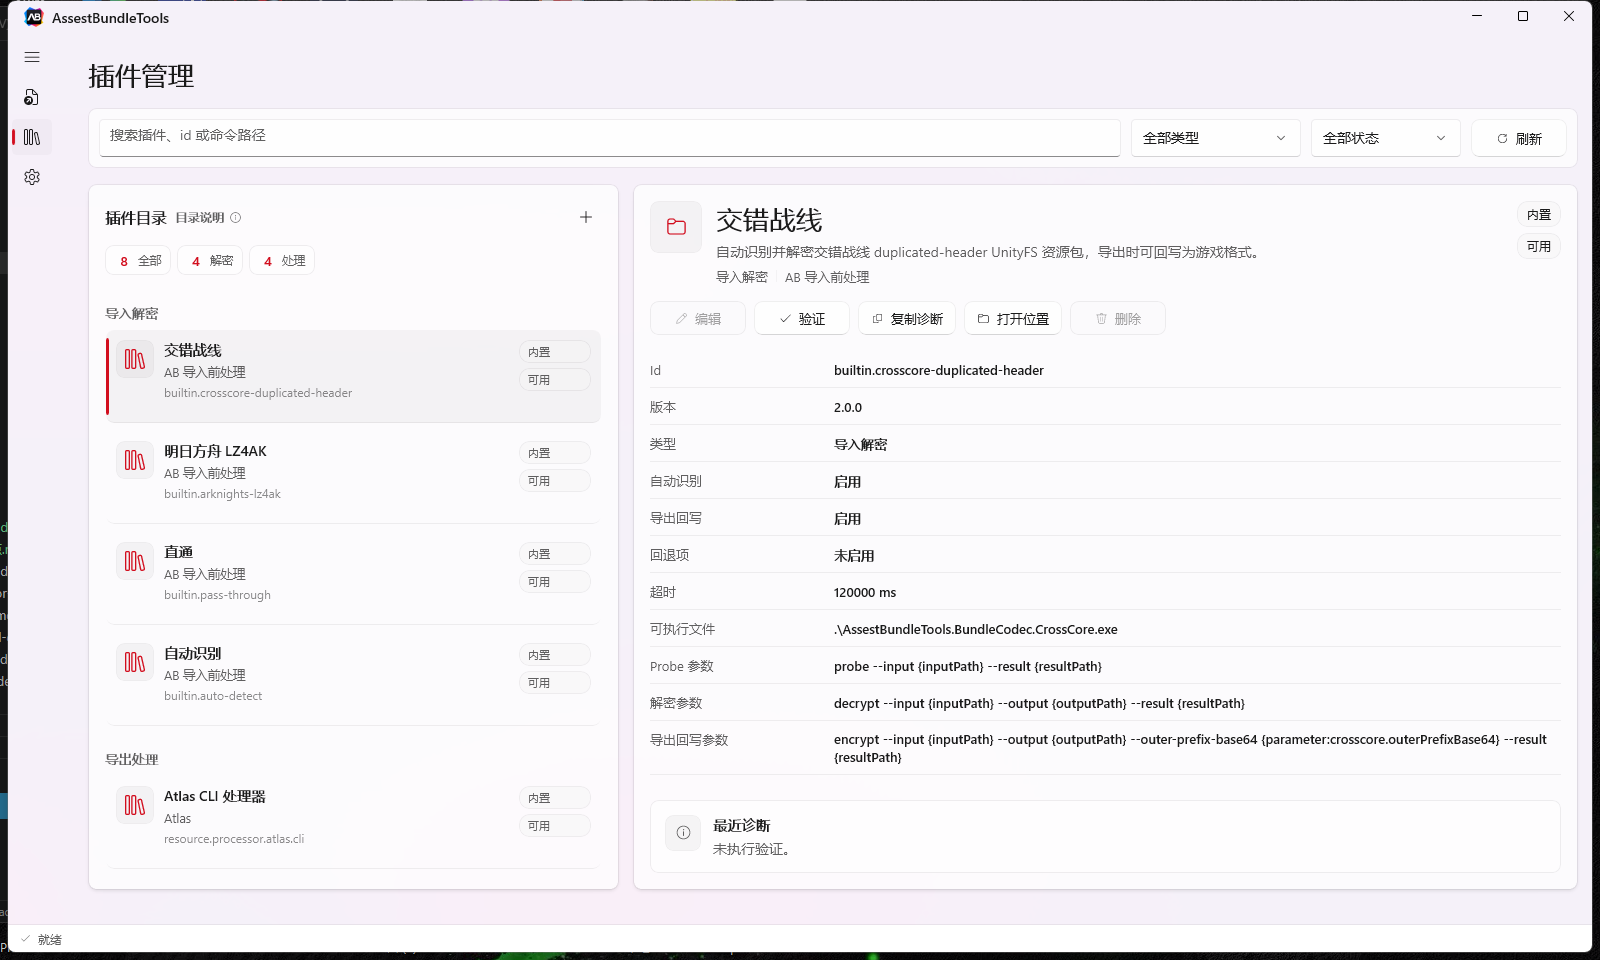 AssestBundleTools
插件管理
搜索插件、id 或命令路径
全部类型
全部状态
刷新
插件目录 目录说明
8 全部
4 解密
4 处理
导入解密
交错战线
AB 导入前处理
builtin.crosscore-duplicated-header
内置
可用
明日方舟 LZ4AK
AB 导入前处理
builtin.arknights-lz4ak
内置
可用
直通
AB 导入前处理
builtin.pass-through
内置
可用
自动识别
AB 导入前处理
builtin.auto-detect
内置
可用
导出处理
Atlas CLI 处理器
Atlas
resource.processor.atlas.cli
内置
可用
交错战线
自动识别并解密交错战线 duplicated-header UnityFS 资源包，导出时可回写为游戏格式。
导入解密 AB 导入前处理
内置
可用
编辑
验证
复制诊断
打开位置
删除
Id builtin.crosscore-duplicated-header
版本 2.0.0
类型 导入解密
自动识别 启用
导出回写 启用
回退项 未启用
超时 120000 ms
可执行文件 .\AssestBundleTools.BundleCodec.CrossCore.exe
Probe 参数 probe --input {inputPath} --result {resultPath}
解密参数 decrypt --input {inputPath} --output {outputPath} --result {resultPath}
导出回写参数 encrypt --input {inputPath} --output {outputPath} --outer-prefix-base64 {parameter:crosscore.outerPrefixBase64} --result
{resultPath}
最近诊断
未执行验证。
就绪